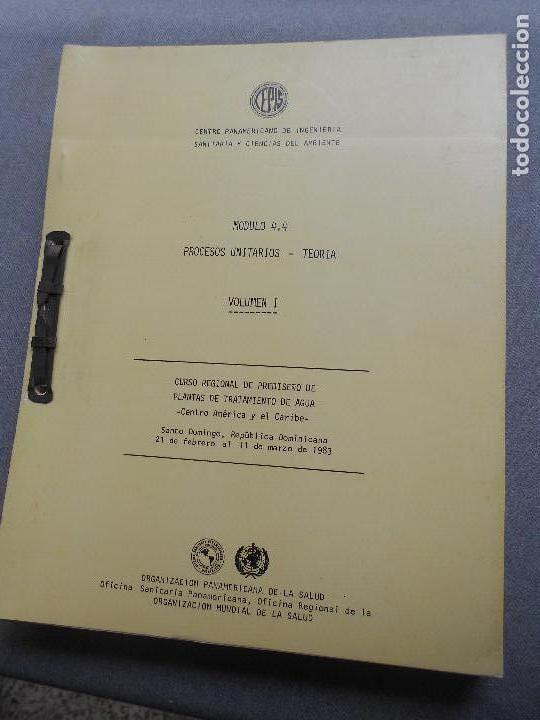 CEPIS
CENTRO PANAMERICANO DE INGENIERIA
SANITARIA Y CIENCIAS DEL AMBIENTE
MODULO 4.4
PROCESOS UNITARIOS - TEORIA
VOLUMEN I
CURSO REGIONAL DE PREDISEÑO DE
PLANTAS DE TRATAMIENTO DE AGUA
-Centro América y el Caribe-
Santo Domingo, República Dominicana
21 de febrero al 11 de marzo de 1983
ORGANIZACION PANAMERICANA DE LA SALUD
Oficina Sanitaria Panamericana, Oficina Regional de la
ORGANIZACION MUNDIAL DE LA SALUD
todocoleccion